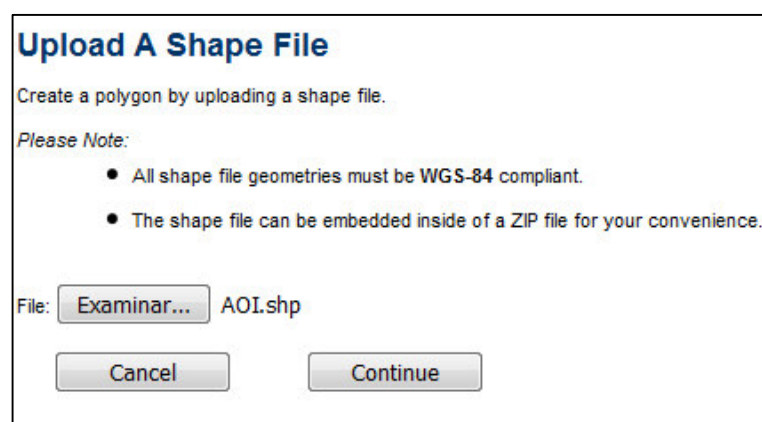 Upload A Shape File
Create a polygon by uploading a shape file.
Please Note:
● All shape file geometries must be WGS-84 compliant.
● The shape file can be embedded inside of a ZIP file for your convenience.
File: Examinar... AOI.shp
Cancel Continue